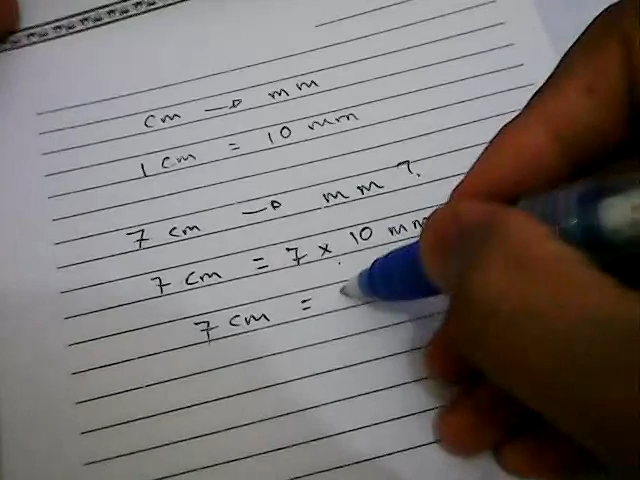 cm → mm
1 cm = 10 mm
7 cm → mm ?
7 cm = 7 x 10 mm
7 cm =